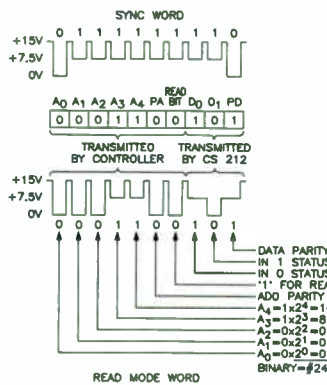 SYNC WORD
0 1 1 1 1 1 1 1 1 0
+15V
+7.5V
0V
A0 A1 A2 A3 A4 PA READ BIT D0 D1 PD
0 0 0 1 1 0 0 1 0 1
TRANSMITTED BY CONTROLLER
TRANSMITTED BY CS 212
+15V
+7.5V
0V
0 0 0 1 1 0 0 1 0 1
DATA PARITY
IN 1 STATUS
IN 0 STATUS
"1" FOR REA
ADD PARITY
A4=1x2^4=1
A3=1x2^3=8
A2=0x2^2=0
A1=0x2^1=0
A0=0x2^0=0
BINARY=#24
READ MODE WORD